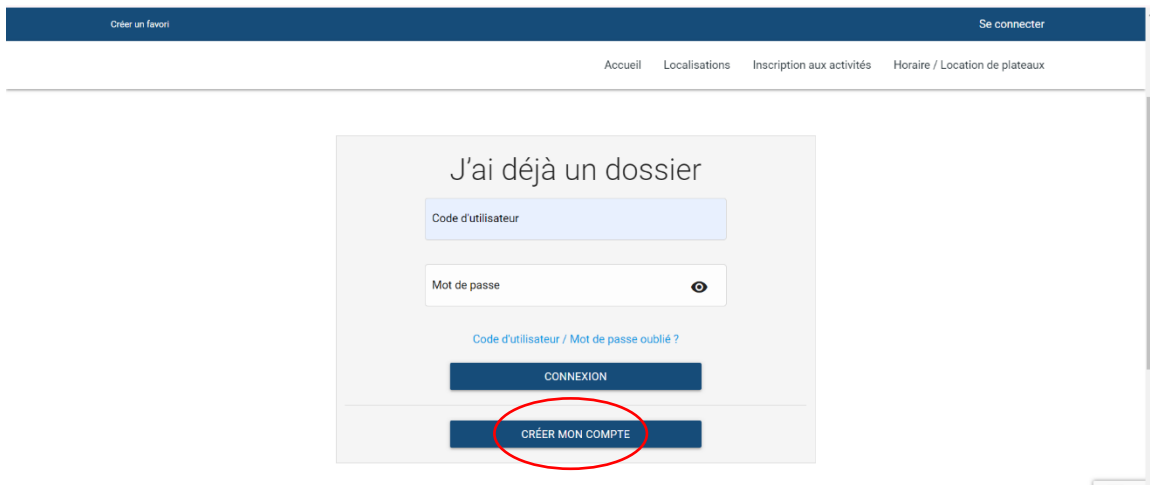 Créer un favori
Se connecter
Accueil Localisations Inscription aux activités Horaire / Location de plateaux
J'ai déjà un dossier
Code d'utilisateur
Mot de passe
Code d'utilisateur / Mot de passe oublié ?
CONNEXION
CRÉER MON COMPTE